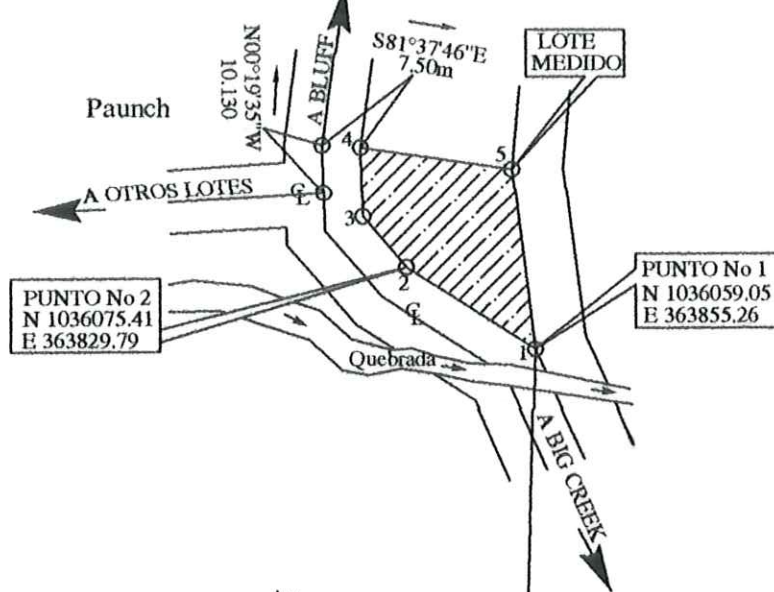 S81°37'46"E
7.50m
LOTE
MEDIDO
N00°19'35"W
10.130
A BLUFF
Paunch
4
5
A OTROS LOTES
℄
3
2
PUNTO No 1
N 1036059.05
E 363855.26
PUNTO No 2
N 1036075.41
E 363829.79
℄
1
Quebrada
A BIG CREEK